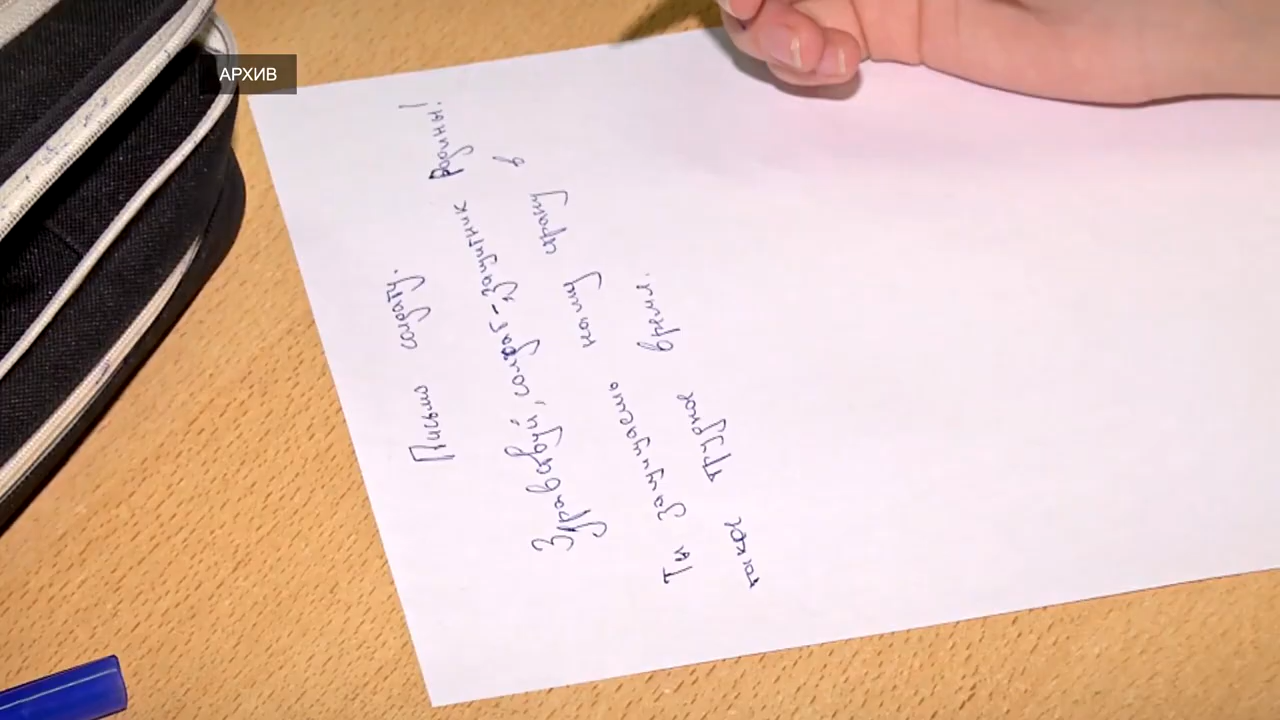 АРХИВ
Письмо солдату.
Здравствуй, солдат-защитник Родины!
Ты защищаешь нашу страну в
такое трудное время.